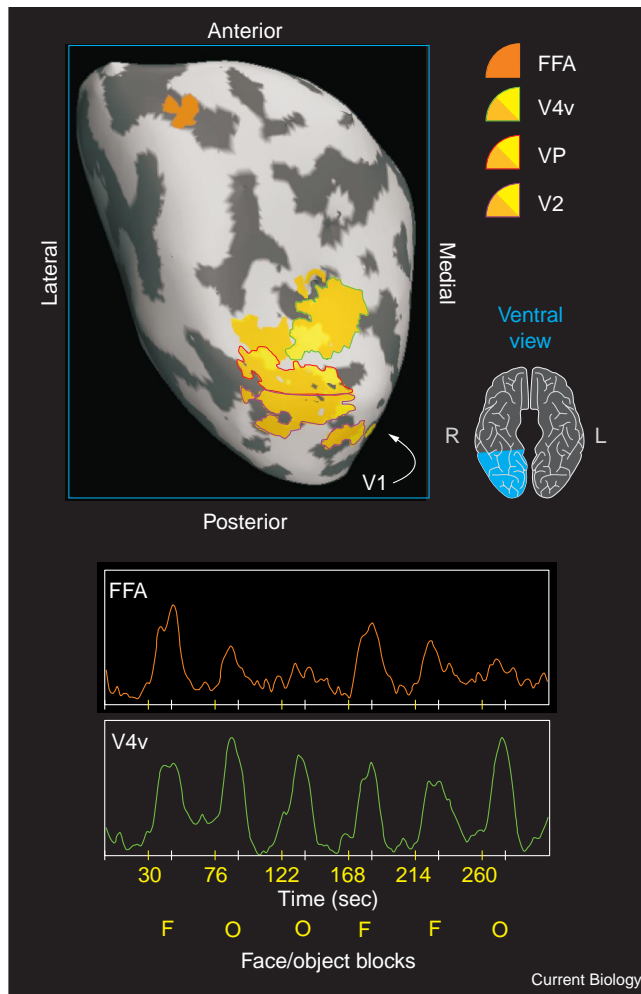 Anterior
Lateral
Medial
V1
Posterior
FFA
V4v
VP
V2
Ventral
view
R
L
FFA
V4v
30 76 122 168 214 260
Time (sec)
F O O F F O
Face/object blocks
Current Biology